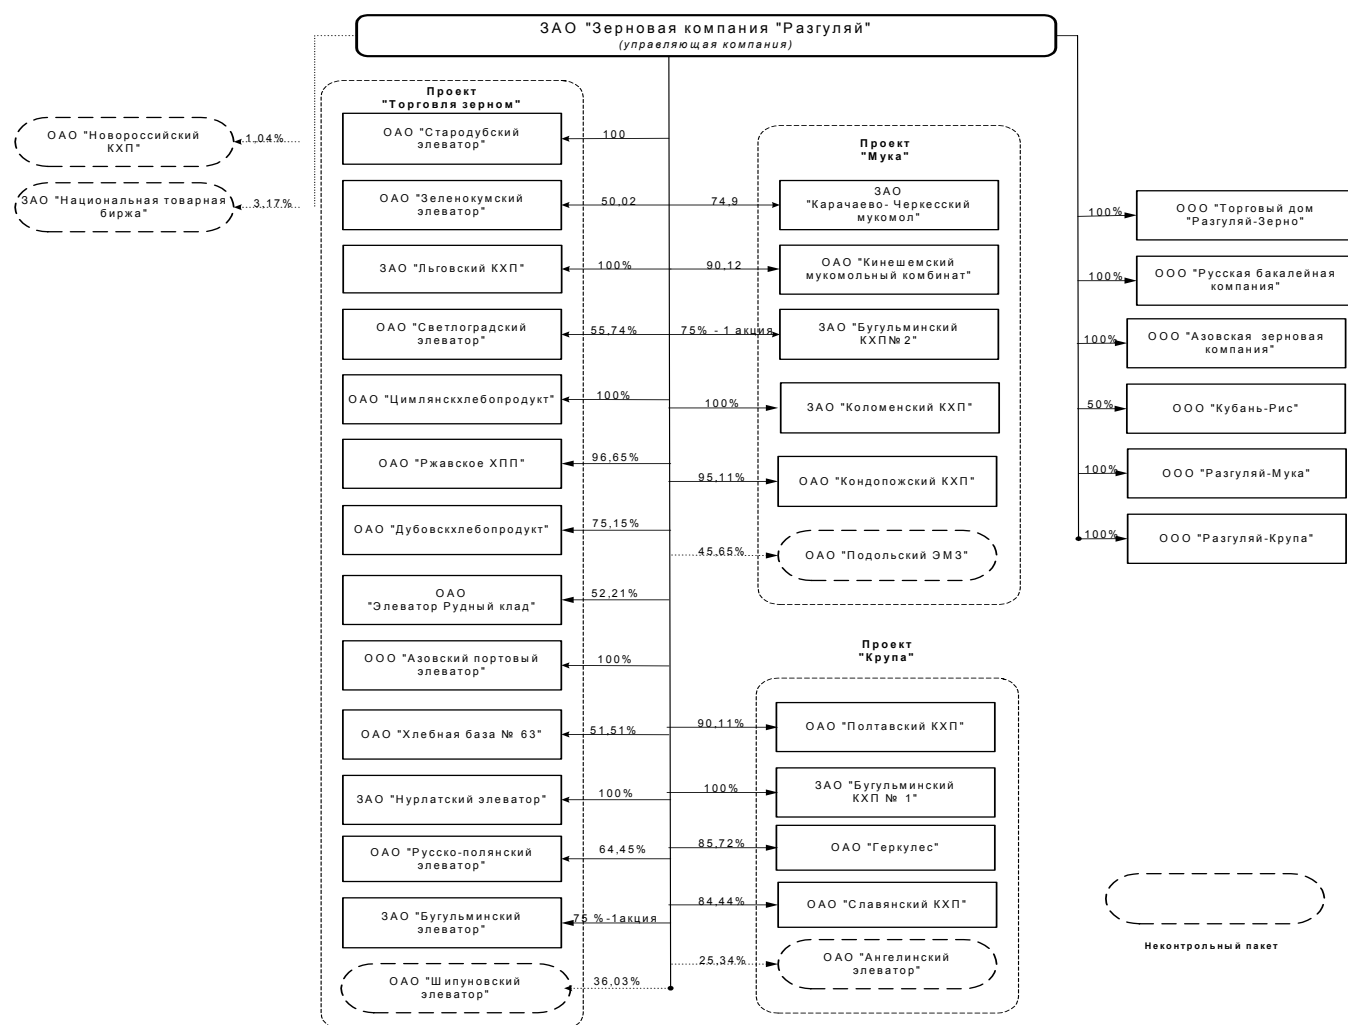 ЗАО "Зерновая компания "Разгуляй"
(управляющая компания)
ОАО "Новороссийский
КХП"
1,04%
ЗАО "Национальная товарная
биржа"
3,17%
Проект
"Торговля зерном"
ОАО "Стародубский
элеватор"
100
ОАО "Зеленокумский
элеватор"
50,02
ЗАО "Льговский КХП"
100%
ОАО "Светлоградский
элеватор"
55,74%
ОАО "Цимлянскхлебопродукт"
100%
ОАО "Ржавское ХПП"
96,65%
ОАО "Дубовскхлебопродукт"
75,15%
ОАО
"Элеватор Рудный клад"
52,21%
ООО "Азовский портовый
элеватор"
100%
ОАО "Хлебная база № 63"
51,51%
ЗАО "Нурлатский элеватор"
100%
ОАО "Русско-полянский
элеватор"
64,45%
ЗАО "Бугульминский
элеватор"
75 %-1акция
ОАО "Шипуновский
элеватор"
36,03%
Проект
"Мука"
74,9
ЗАО
"Карачаево- Черкесский
мукомол"
90,12
ОАО "Кинешемский
мукомольный комбинат"
75% - 1 акция
ЗАО "Бугульминский
КХП№2"
100%
ЗАО "Коломенский КХП"
95,11%
ОАО "Кондопожский КХП"
45,65%
ОАО "Подольский ЭМЗ"
Проект
"Крупа"
90,11%
ОАО "Полтавский КХП"
100%
ЗАО "Бугульминский
КХП № 1"
85,72%
ОАО "Геркулес"
84,44%
ОАО "Славянский КХП"
25,34%
ОАО "Ангелинский
элеватор"
100%
ООО "Торговый дом
"Разгуляй-Зерно"
100%
ООО "Русская бакалейная
компания"
100%
ООО "Азовская зерновая
компания"
50%
ООО "Кубань-Рис"
100%
ООО "Разгуляй-Мука"
100%
ООО "Разгуляй-Крупа"
Неконтрольный пакет